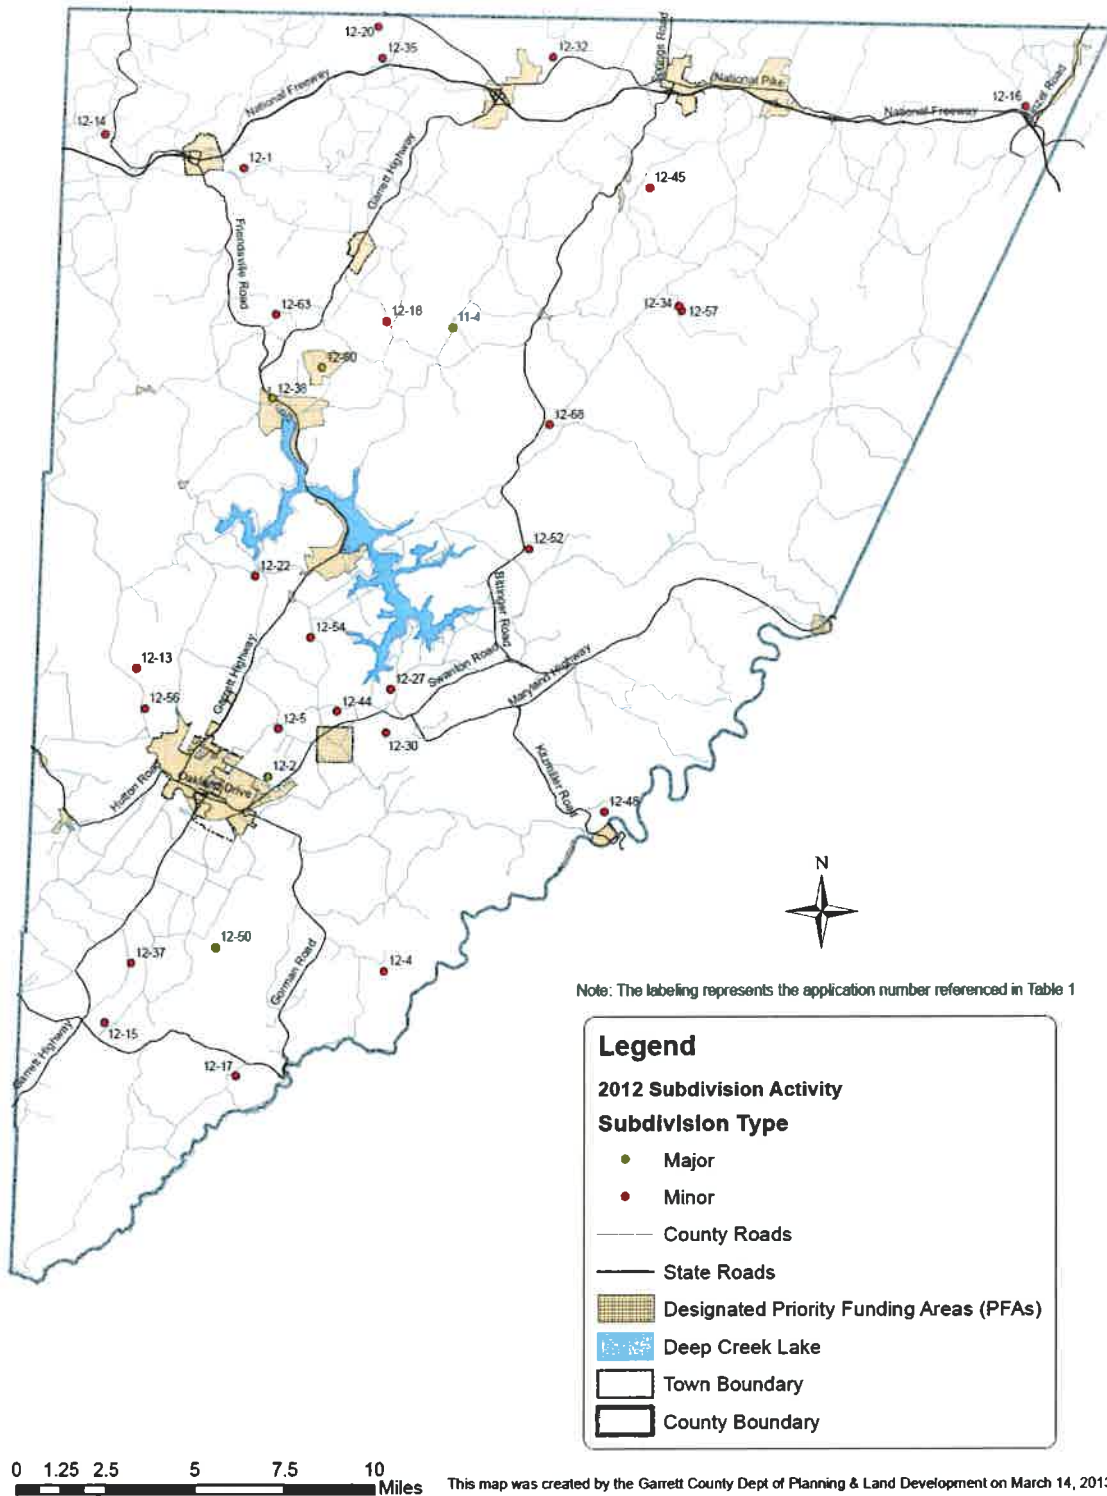 12-20
12-35
12-32
National Pike
12-16
National Freeway
National Freeway
12-14
12-1
Garrett Highway
12-45
Friendsville Road
12-63
12-18
11-4
12-34
12-57
12-60
12-38
12-68
12-52
12-22
Bittinger Road
12-54
12-13
Garrett Highway
Swanton Road
12-27
Maryland Highway
12-56
12-44
12-5
12-30
12-2
Oakland Drive
Hutton Road
Kitzmiller Road
12-48
N
12-50
12-37
Gorman Road
12-4
Note: The labeling represents the application number referenced in Table 1
12-15
Garrett Highway
12-17
Legend
2012 Subdivision Activity
Subdivision Type
Major
Minor
County Roads
State Roads
Designated Priority Funding Areas (PFAs)
Deep Creek Lake
Town Boundary
County Boundary
0 1.25 2.5 5 7.5 10
Miles
This map was created by the Garrett County Dept of Planning & Land Development on March 14, 2013